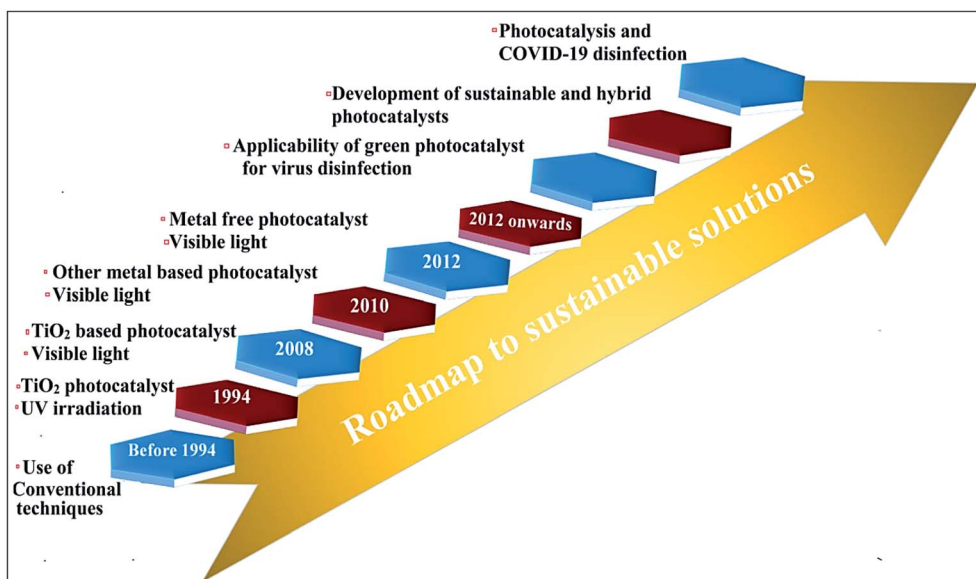 ▫Photocatalysis and
COVID-19 disinfection
▫Development of sustainable and hybrid
photocatalysts
▫ Applicability of green photocatalyst
for virus disinfection
▫ Metal free photocatalyst
▫Visible light
2012 onwards
▫ Other metal based photocatalyst
▫ Visible light
2012
2010
▫TiO₂ based photocatalyst
▫ Visible light
2008
▫TiO₂ photocatalyst
▫UV irradiation
1994
Before 1994
▫ Use of
Conventional
techniques
Roadmap to sustainable solutions